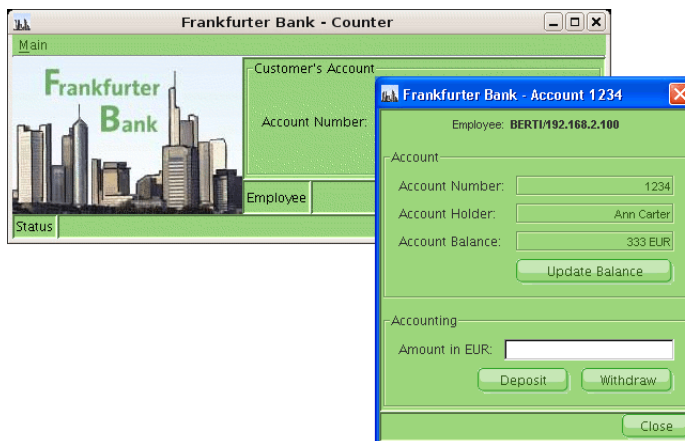 Frankfurter Bank - Counter
Main
Frankfurter
Bank
Customer's Account
Account Number:
Employee
Status
Frankfurter Bank - Account 1234
Employee: BERTI/192.168.2.100
Account
Account Number: 1234
Account Holder: Ann Carter
Account Balance: 333 EUR
Update Balance
Accounting
Amount in EUR:
Deposit Withdraw
Close